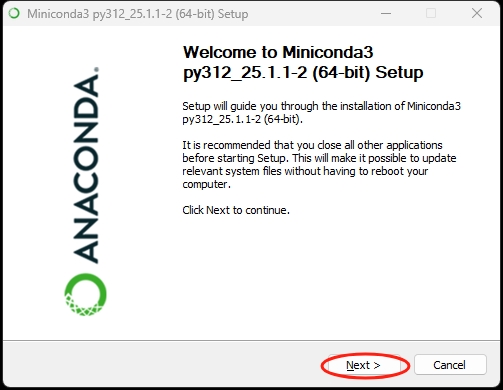 Miniconda3 py312_25.1.1-2 (64-bit) Setup
Welcome to Miniconda3
py312_25.1.1-2 (64-bit) Setup
Setup will guide you through the installation of Miniconda3
py312_25.1.1-2 (64-bit).
It is recommended that you close all other applications
before starting Setup. This will make it possible to update
relevant system files without having to reboot your
computer.
Click Next to continue.
ANACONDA.
Next >
Cancel